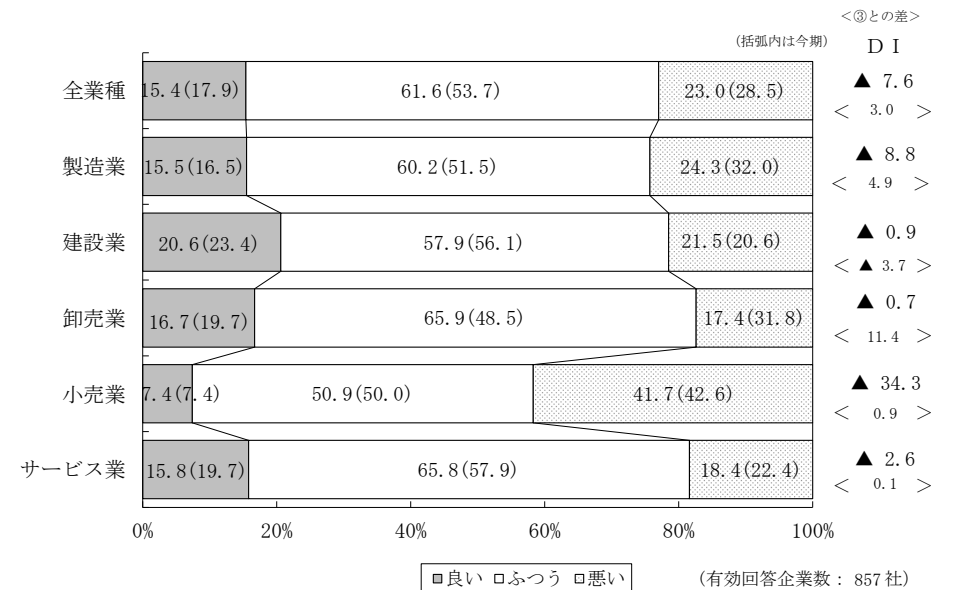 <③との差>
(括弧内は今期) ＤＩ
全業種 15.4(17.9) 61.6(53.7) 23.0(28.5) ▲ 7.6
< 3.0 >
製造業 15.5(16.5) 60.2(51.5) 24.3(32.0) ▲ 8.8
< 4.9 >
建設業 20.6(23.4) 57.9(56.1) 21.5(20.6) ▲ 0.9
< ▲ 3.7 >
卸売業 16.7(19.7) 65.9(48.5) 17.4(31.8) ▲ 0.7
< 11.4 >
小売業 7.4(7.4) 50.9(50.0) 41.7(42.6) ▲ 34.3
< 0.9 >
サービス業 15.8(19.7) 65.8(57.9) 18.4(22.4) ▲ 2.6
< 0.1 >
0% 20% 40% 60% 80% 100%
良い ふつう 悪い (有効回答企業数： 857社)